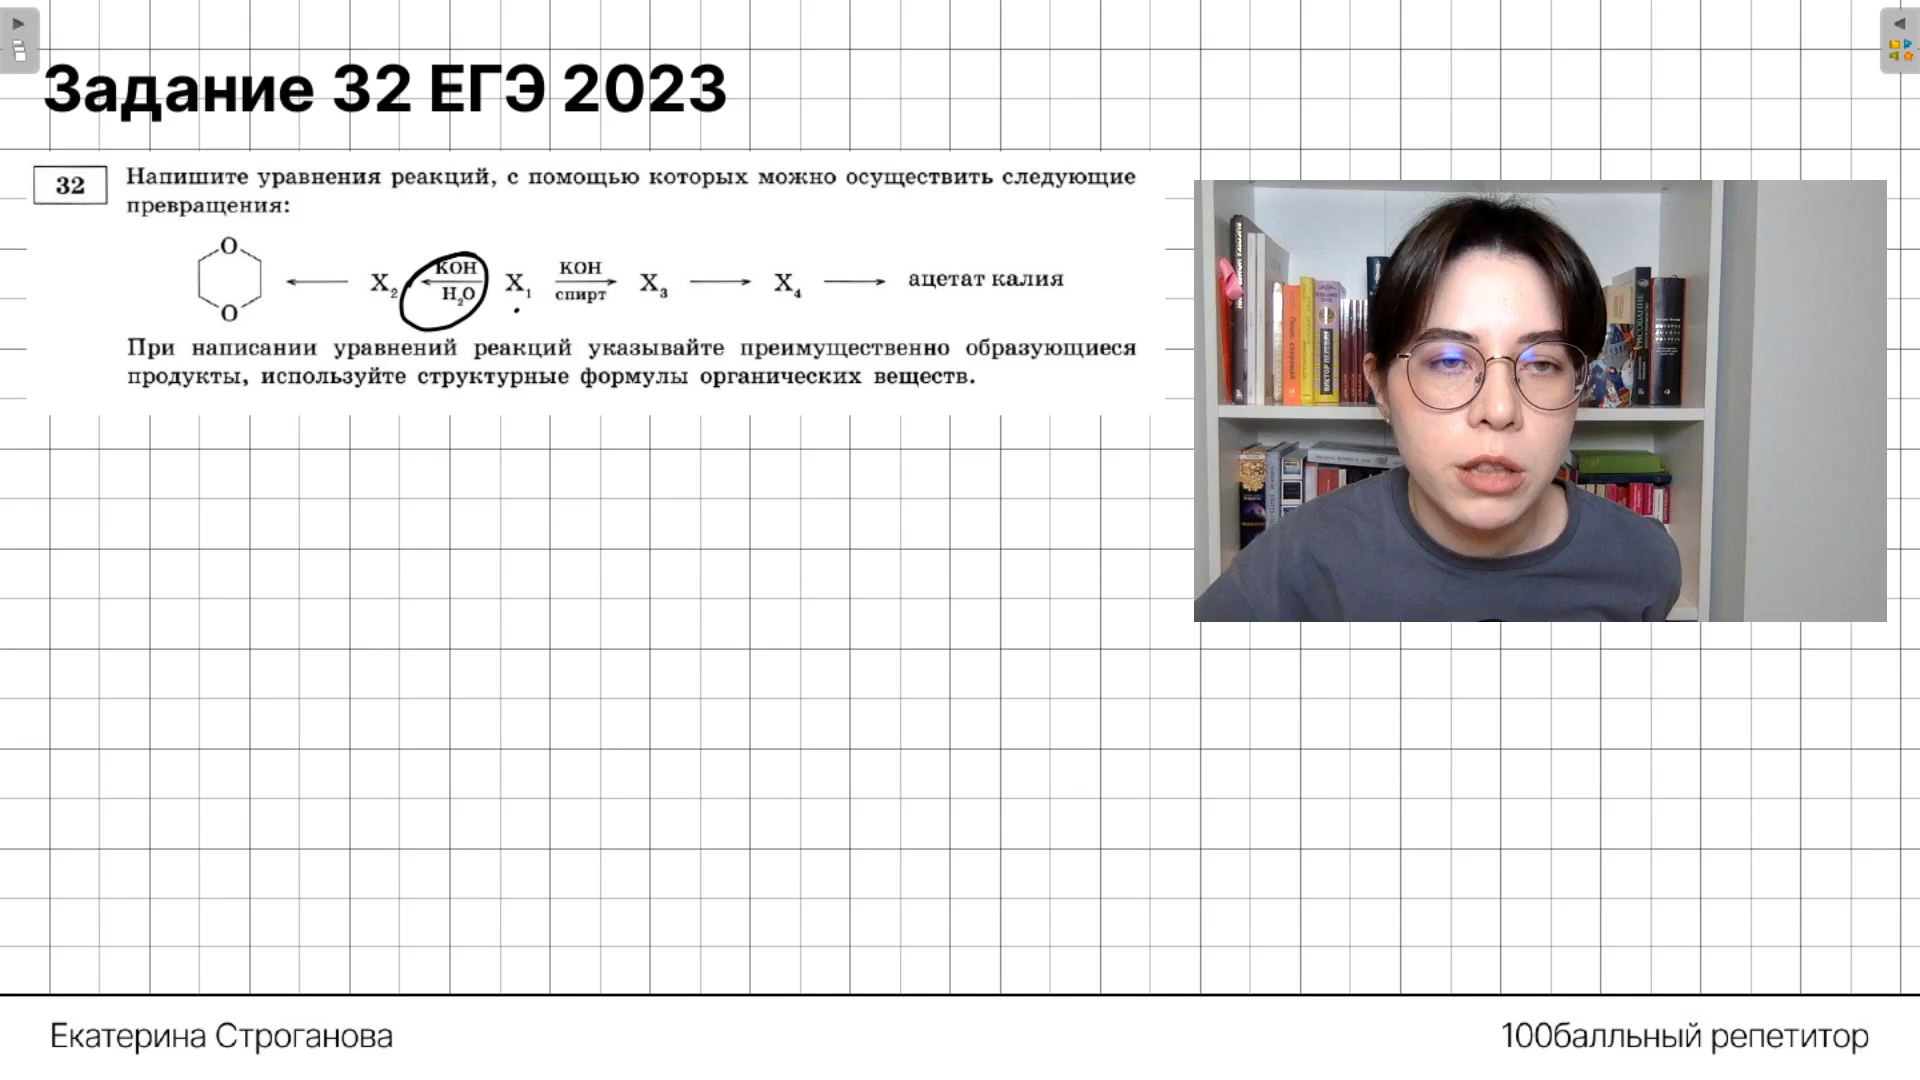 Задание 32 ЕГЭ 2023
32
Напишите уравнения реакций, с помощью которых можно осуществить следующие
превращения:
O
O
X₂ KOH H₂O X₁ KOH спирт X₃ X₄ ацетат калия
При написании уравнений реакций указывайте преимущественно образующиеся
продукты, используйте структурные формулы органических веществ.
Екатерина Строганова
100балльный репетитор